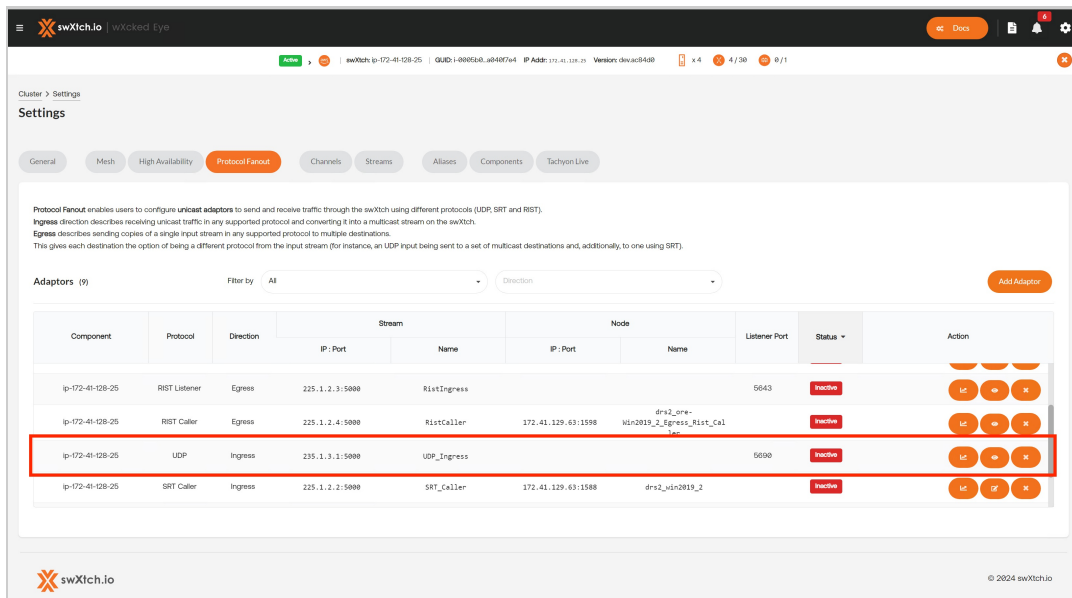 swXtch.io | wXcked Eye
Docs
6
Active > | swXtch: ip-172-41-128-25 | GUID: i-0005b0...a040f7e4 IP Addr: 172.41.128.25 Version: dev.ac84d0 x 4 4 / 30 0 / 1
Cluster > Settings
Settings
General Mesh High Availability Protocol Fanout Channels Streams Aliases Components Tachyon Live
Protocol Fanout enables users to configure unicast adaptors to send and receive traffic through the swXtch using different protocols (UDP, SRT and RIST).
Ingress direction describes receiving unicast traffic in any supported protocol and converting it into a multicast stream on the swXtch.
Egress describes sending copies of a single input stream in any supported protocol to multiple destinations.
This gives each destination the option of being a different protocol from the input stream (for instance, an UDP input being sent to a set of multicast destinations and, additionally, to one using SRT).
Adaptors (9) Filter by All Direction Add Adaptor
Component Protocol Direction Stream Node Listener Port Status Action
IP : Port Name IP : Port Name
ip-172-41-128-25 RIST Listener Egress 225.1.2.3:5000 RistIngress 5643 Inactive
ip-172-41-128-25 RIST Caller Egress 225.1.2.4:5000 RistCaller 172.41.129.63:1598 drs2_ore-Win2019_2_Egress_Rist_Caller Inactive
ip-172-41-128-25 UDP Ingress 235.1.3.1:5000 UDP_Ingress 5690 Inactive
ip-172-41-128-25 SRT Caller Ingress 225.1.2.2:5000 SRT_Caller 172.41.129.63:1588 drs2_win2019_2 Inactive
swXtch.io
© 2024 swXtch.io